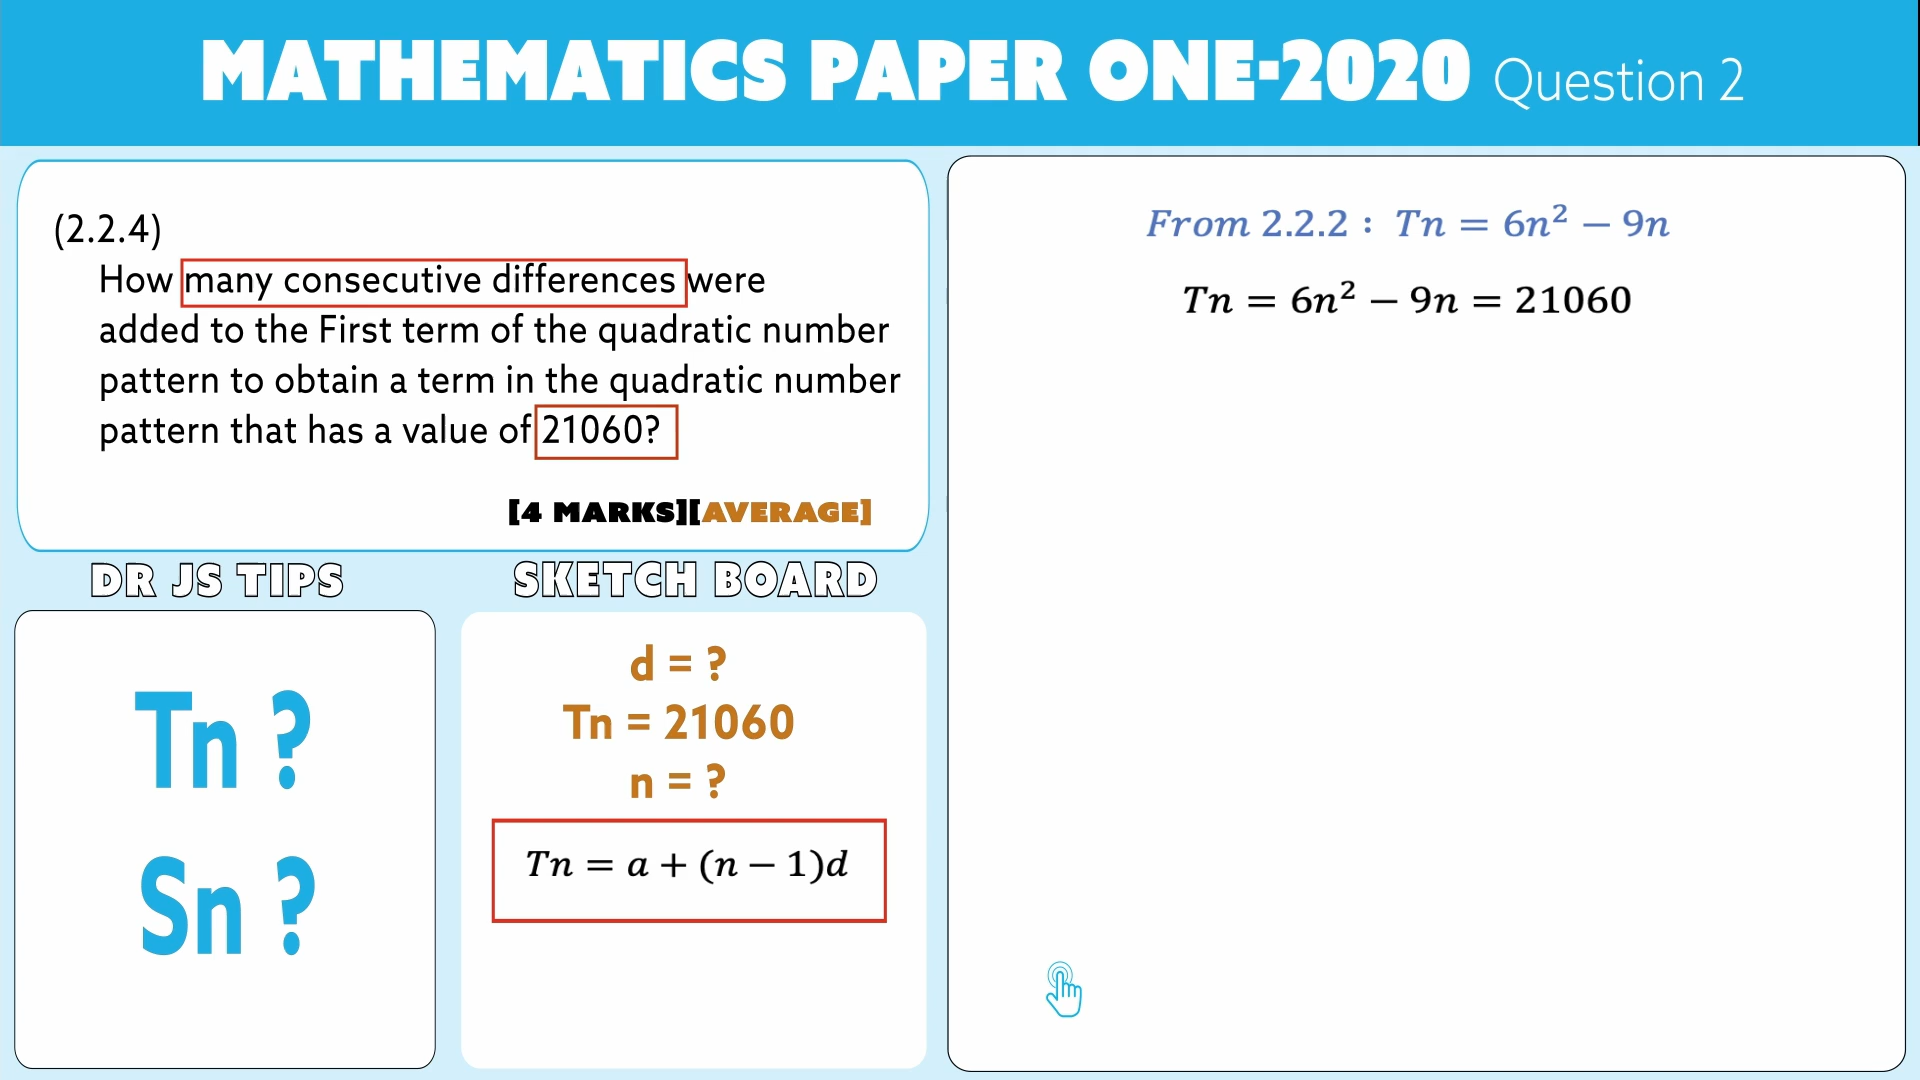 MATHEMATICS PAPER ONE-2020 Question 2
(2.2.4)
How many consecutive differences were
added to the First term of the quadratic number
pattern to obtain a term in the quadratic number
pattern that has a value of 21060?
[4 MARKS][AVERAGE]
DR JS TIPS
Tn ?
Sn ?
SKETCH BOARD
d = ?
Tn = 21060
n = ?
Tn = a + (n − 1)d
From 2.2.2 : Tn = 6n² − 9n
Tn = 6n² − 9n = 21060